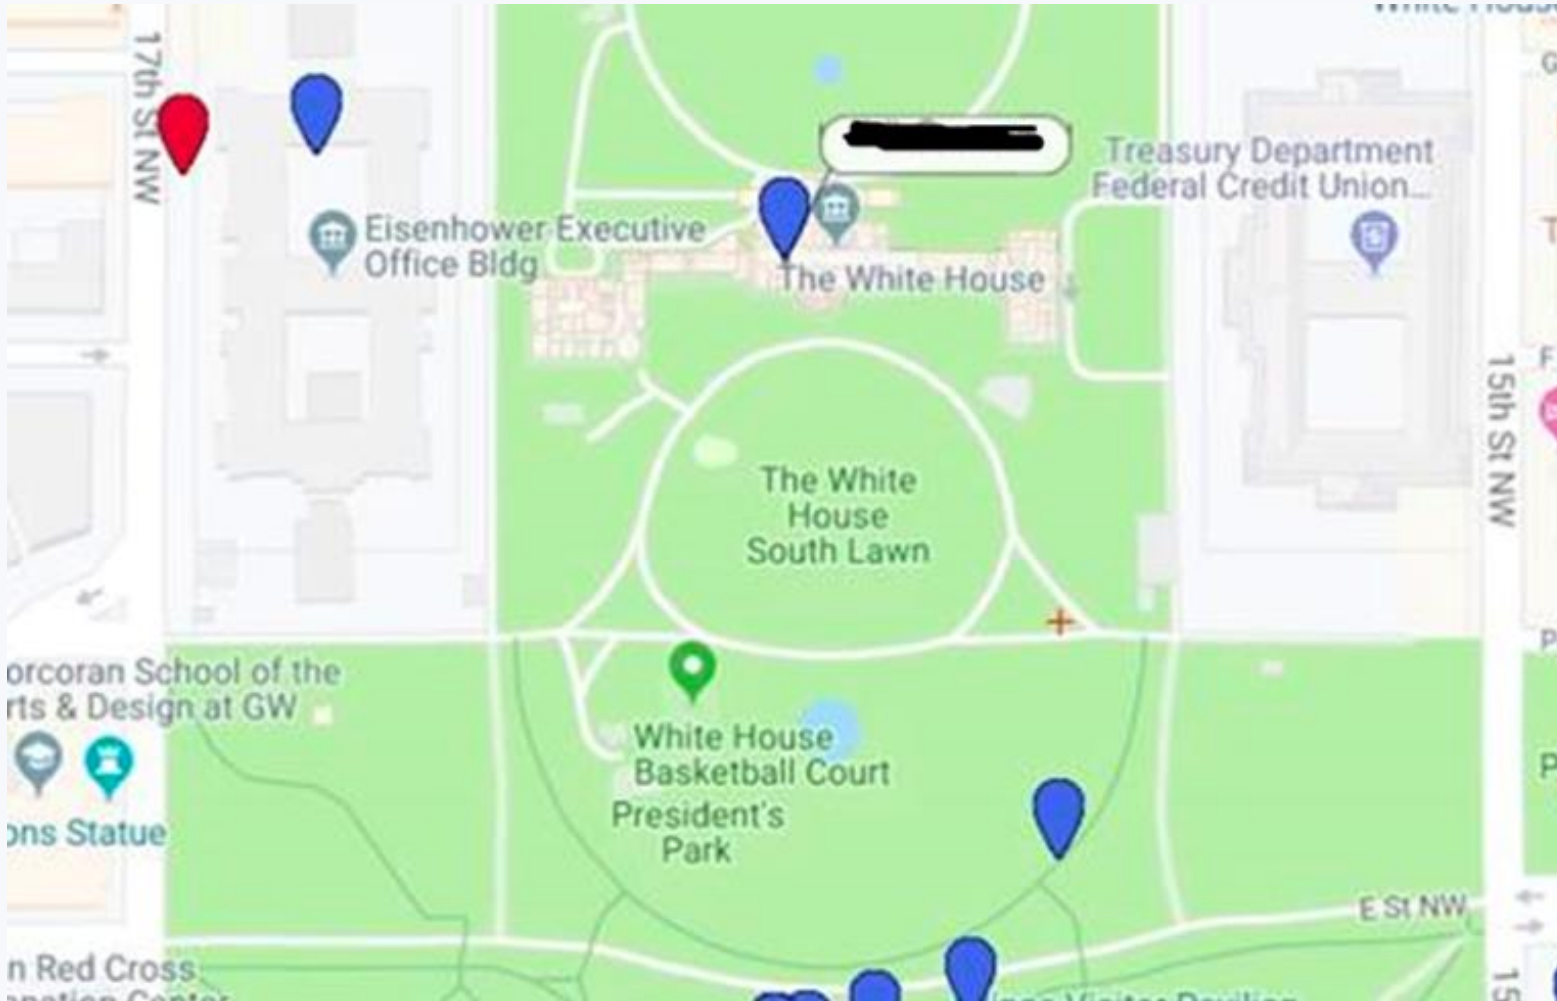 17th St NW
Treasury Department
Federal Credit Union...
Eisenhower Executive
Office Bldg
The White House
15th St NW
The White
House
South Lawn
orcoran School of the
rts & Design at GW
White House
Basketball Court
President's
Park
ons Statue
E St NW
n Red Cross
G
T
F
P
P
15